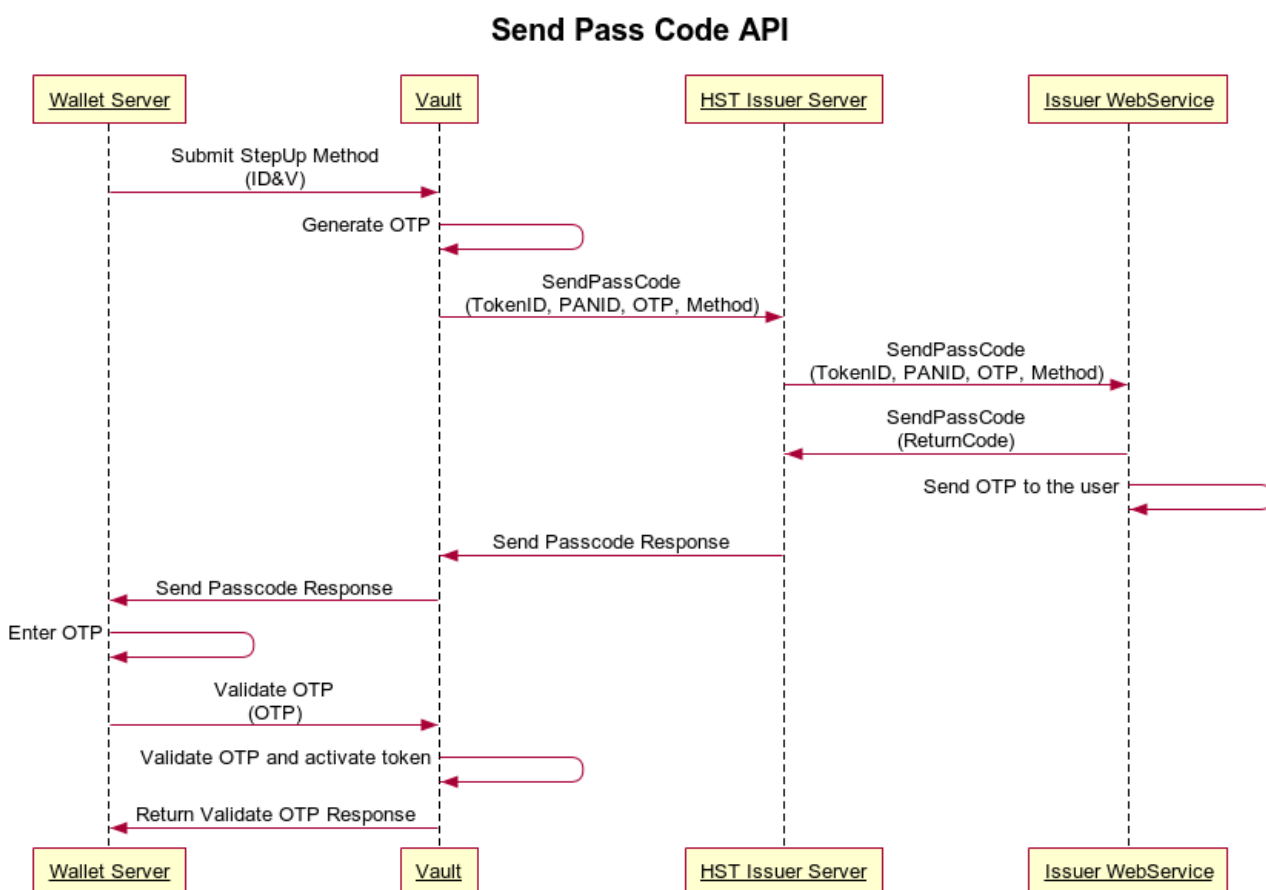 Send Pass Code API
Wallet Server
Vault
HST Issuer Server
Issuer WebService
Submit StepUp Method
(ID&V)
Generate OTP
SendPassCode
(TokenID, PANID, OTP, Method)
SendPassCode
(TokenID, PANID, OTP, Method)
SendPassCode
(ReturnCode)
Send OTP to the user
Send Passcode Response
Send Passcode Response
Enter OTP
Validate OTP
(OTP)
Validate OTP and activate token
Return Validate OTP Response
Wallet Server
Vault
HST Issuer Server
Issuer WebService